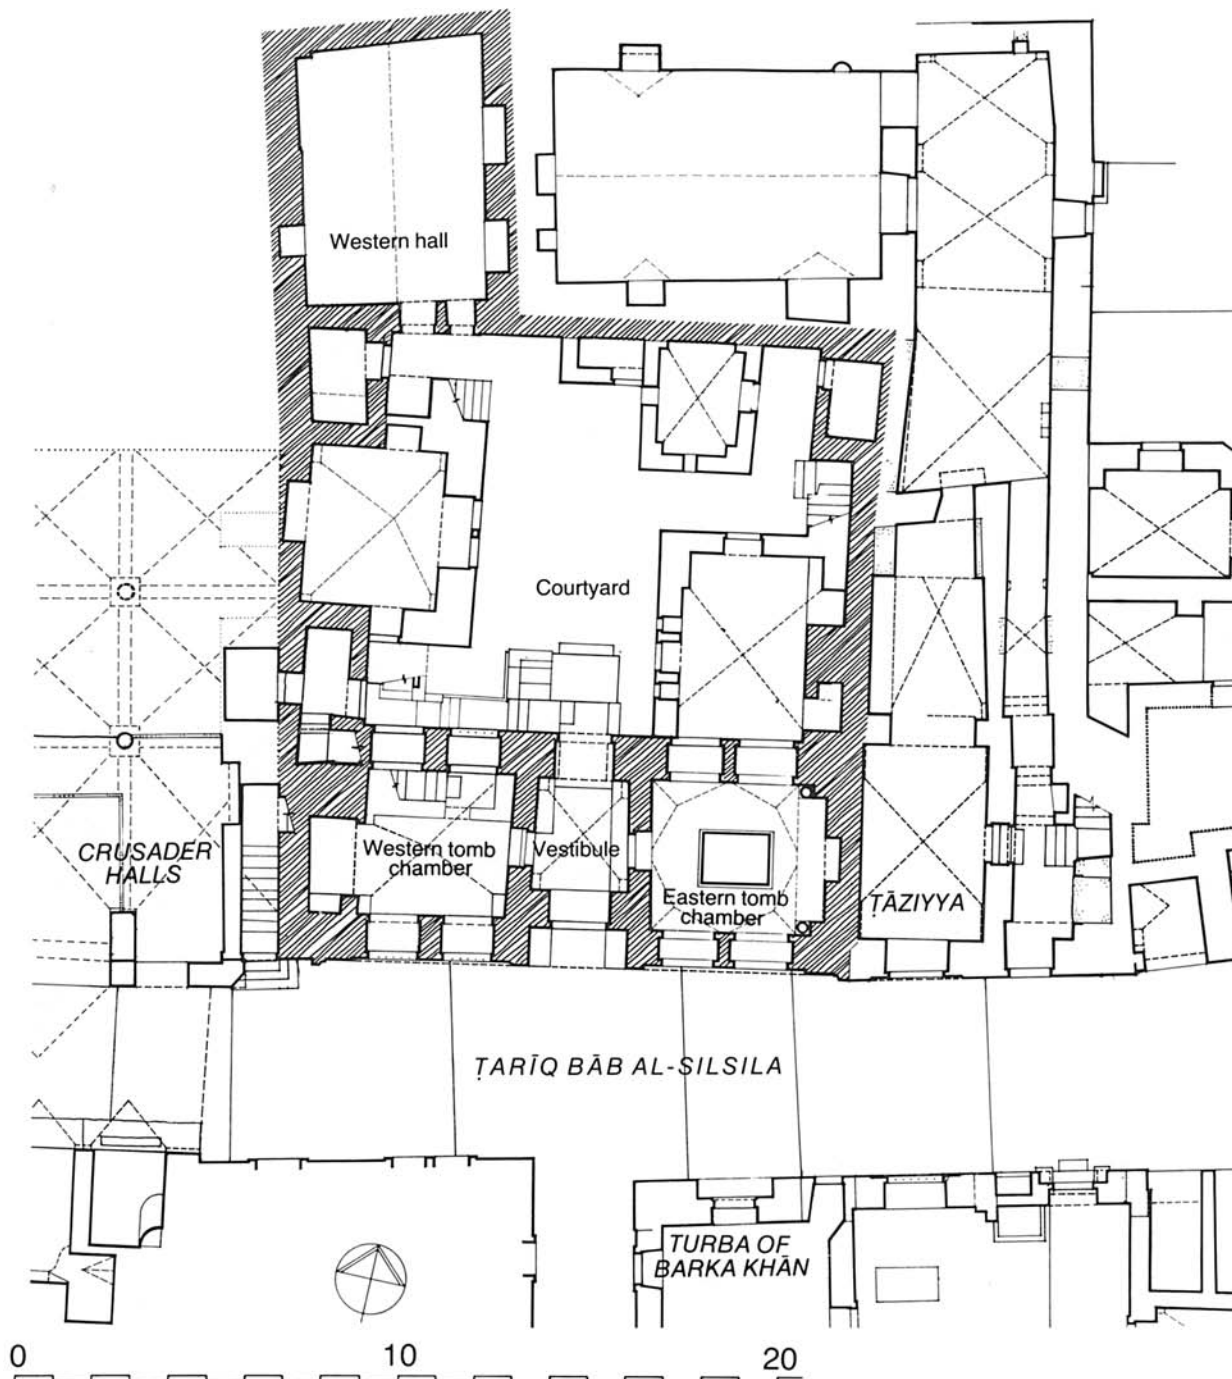 Western hall
Courtyard
CRUSADER
HALLS
Western tomb
chamber
Vestibule
Eastern tomb
chamber
ṬĀZIYYA
ṬARĪQ BĀB AL-SILSILA
TURBA OF
BARKA KHĀN
0 10 20